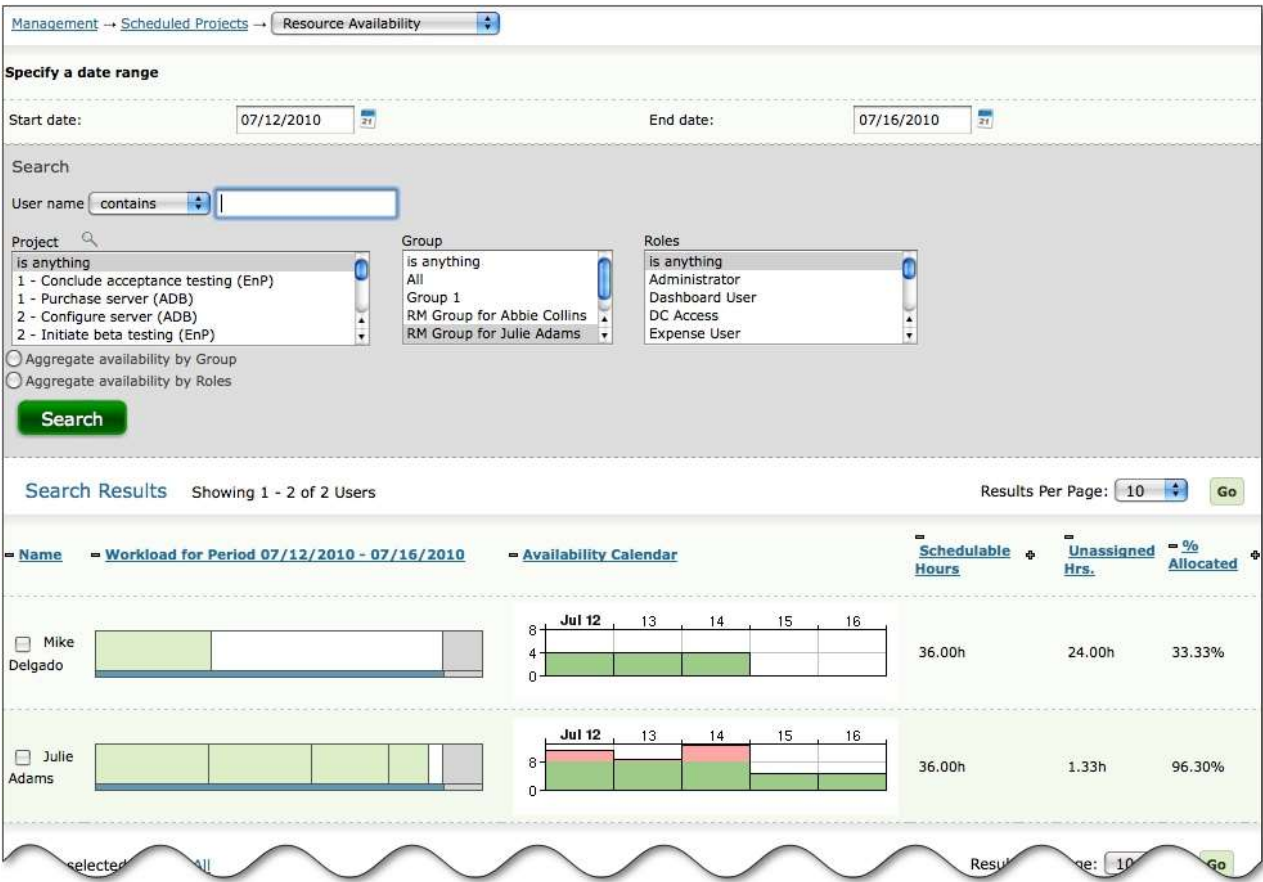 Management → Scheduled Projects → Resource Availability
Specify a date range
Start date: 07/12/2010 21 End date: 07/16/2010 21
Search
User name contains
Project Group Roles
is anything is anything is anything
1 - Conclude acceptance testing (EnP) All Administrator
1 - Purchase server (ADB) Group 1 Dashboard User
2 - Configure server (ADB) RM Group for Abbie Collins DC Access
2 - Initiate beta testing (EnP) RM Group for Julie Adams Expense User
Aggregate availability by Group
Aggregate availability by Roles
Search
Search Results Showing 1 - 2 of 2 Users Results Per Page: 10 Go
Name Workload for Period 07/12/2010 - 07/16/2010 Availability Calendar Schedulable Hours Unassigned Hrs. % Allocated
Jul 12 13 14 15 16
8
4
0
Mike Delgado 36.00h 24.00h 33.33%
Jul 12 13 14 15 16
8
0
Julie Adams 36.00h 1.33h 96.30%
selected All 10 Go